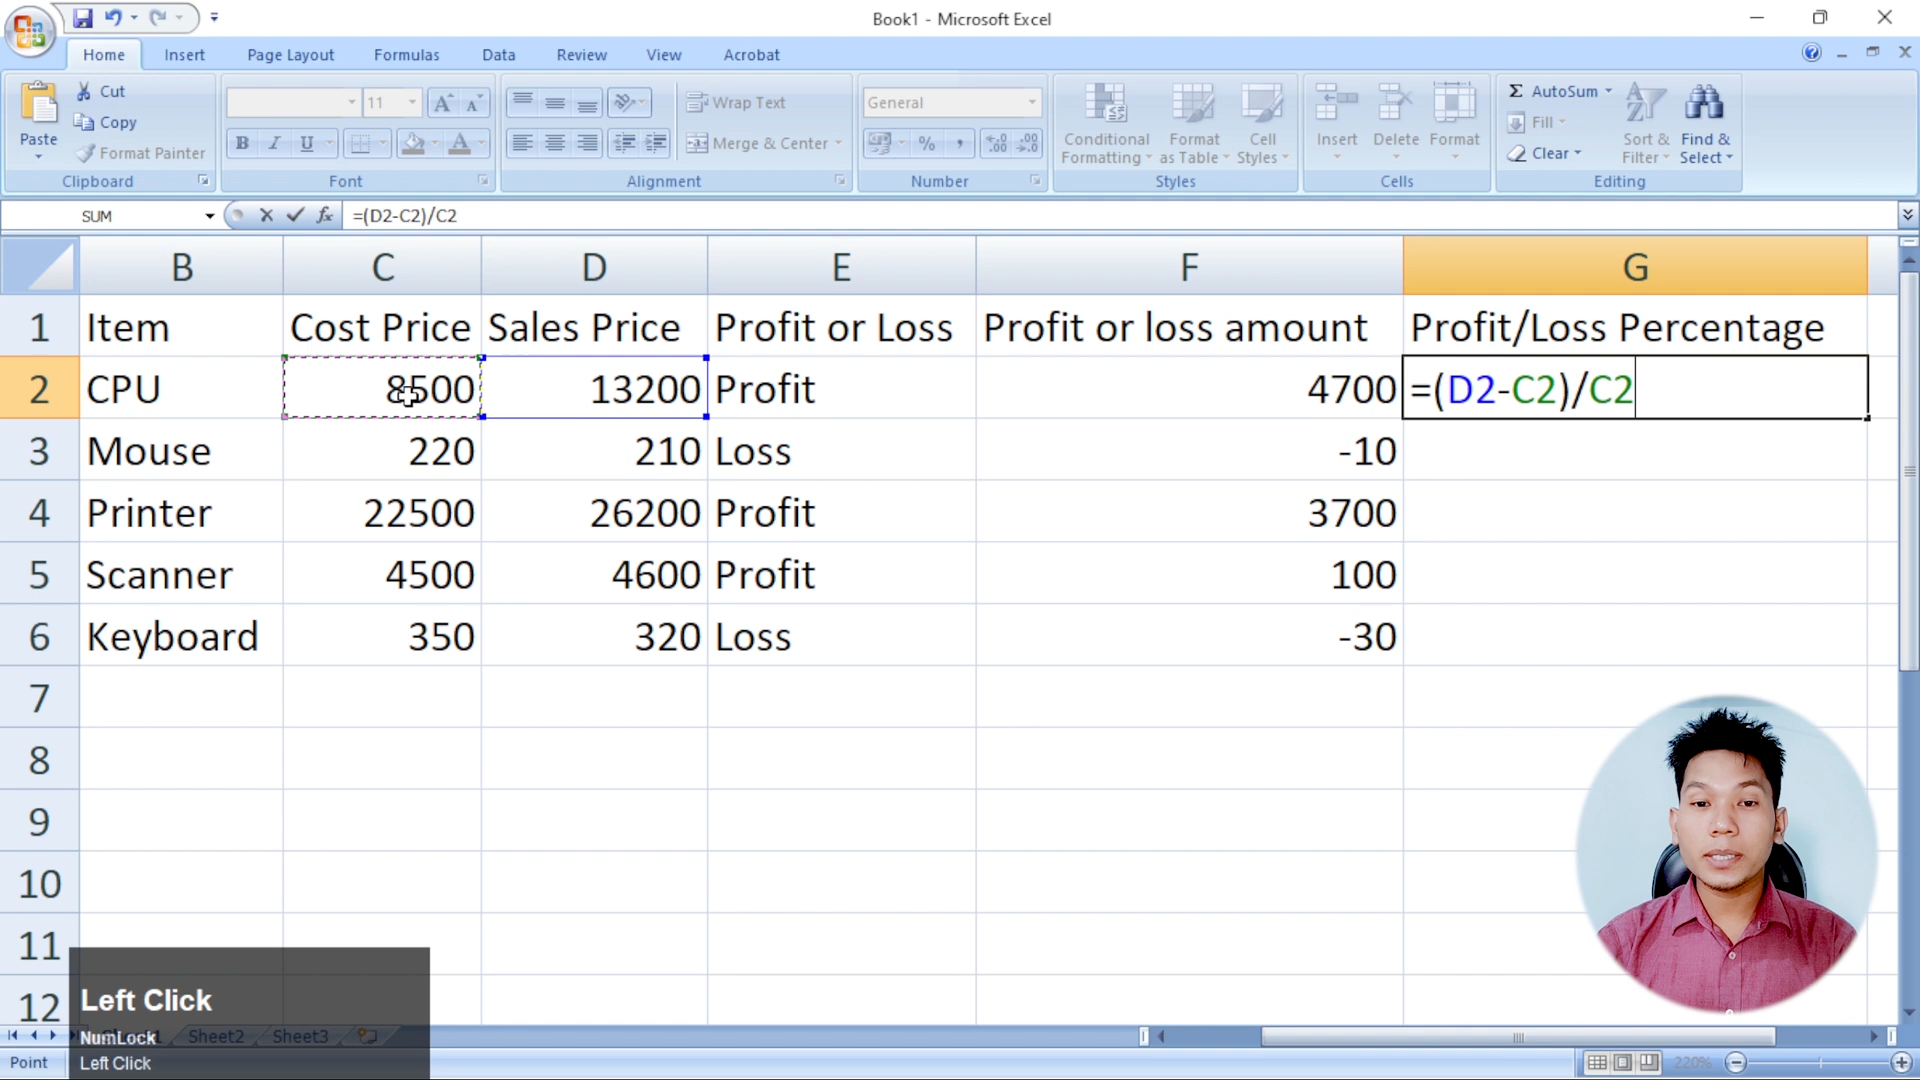 Book1 - Microsoft Excel
Home Insert Page Layout Formulas Data Review View Acrobat
Paste
Cut
Copy
Format Painter
Clipboard
11
B I U
Font
Wrap Text
Merge & Center
Alignment
General
% ,
Number
Conditional Formatting
Format as Table
Cell Styles
Styles
Insert
Delete
Format
Cells
Σ AutoSum
Fill
Clear
Sort & Filter
Find & Select
Editing
SUM
fx
=(D2-C2)/C2
B C D E F G
1 Item Cost Price Sales Price Profit or Loss Profit or loss amount Profit/Loss Percentage
2 CPU 8500 13200 Profit 4700 =(D2-C2)/C2
3 Mouse 220 210 Loss -10
4 Printer 22500 26200 Profit 3700
5 Scanner 4500 4600 Profit 100
6 Keyboard 350 320 Loss -30
7
8
9
10
11
12
Left Click
NumLock
Left Click
Sheet2 Sheet3
Point
220%